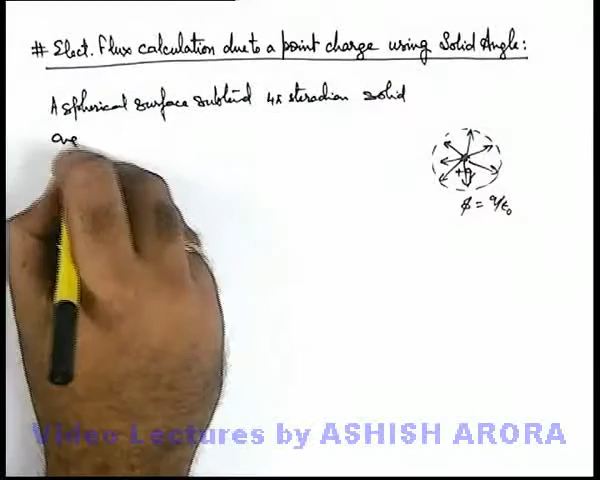 # Elect. Flux calculation due to a point charge using Solid Angle:
A spherical surface subtend 4π steradian solid
ang
+q
φ = q/ε₀
Video Lectures by ASHISH ARORA